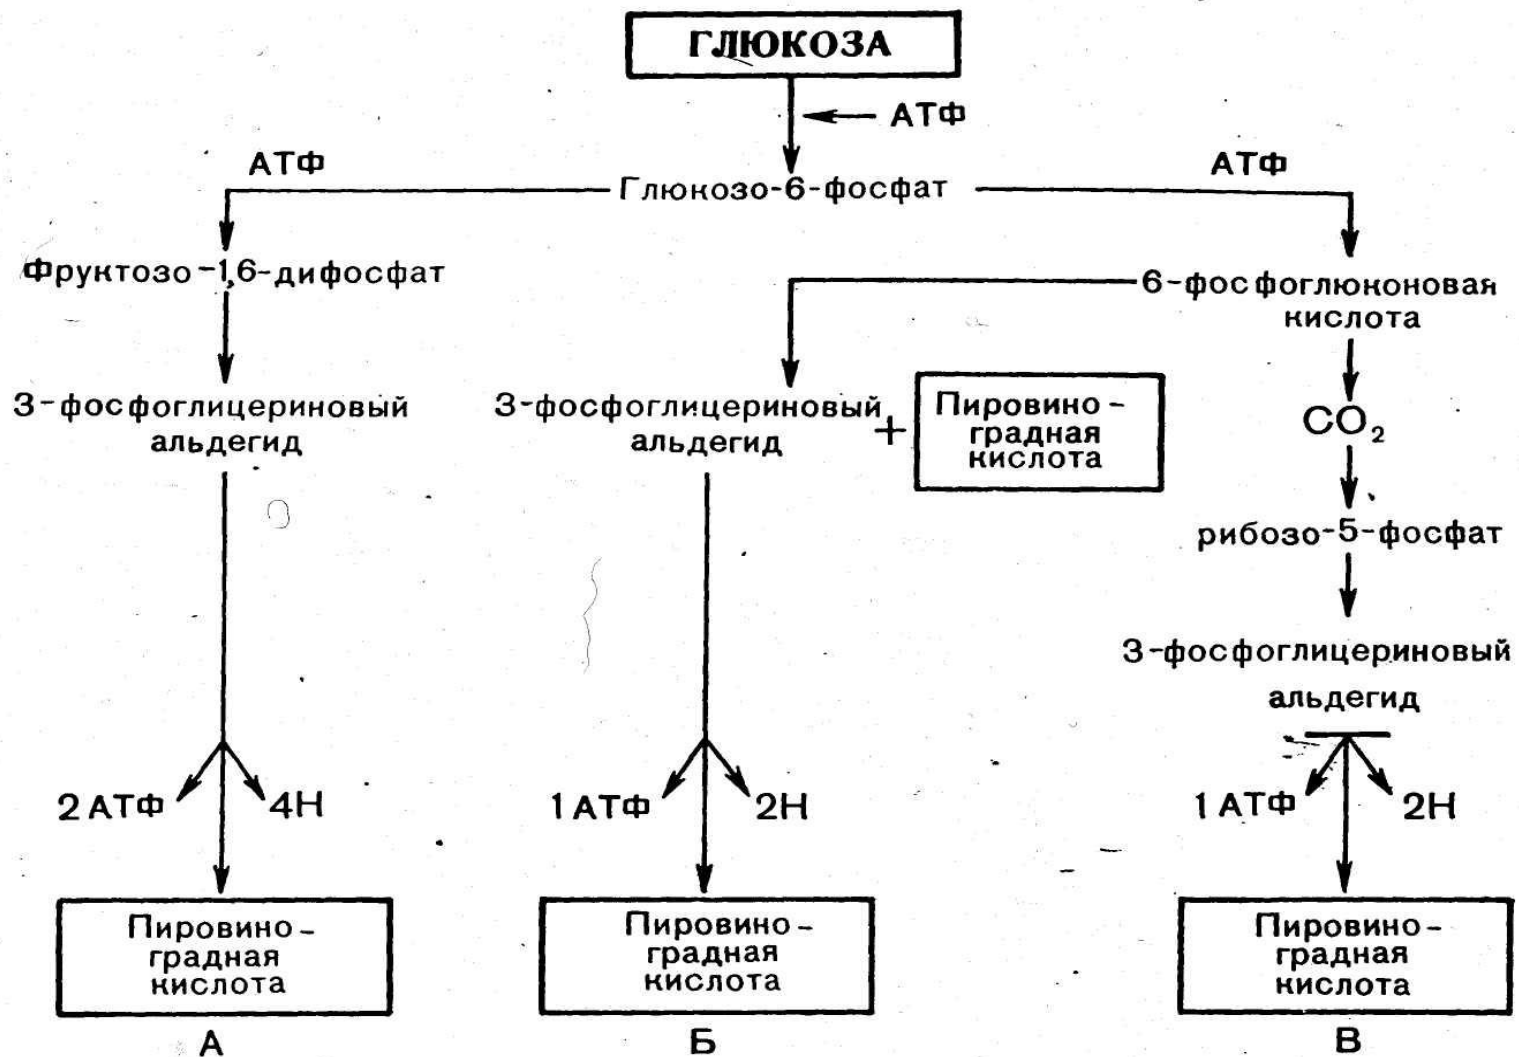 ГЛЮКОЗА
АТФ
АТФ
АТФ
Глюкозо-6-фосфат
Фруктозо-1,6-дифосфат
6-фосфоглюконовая
кислота
3-фосфоглицериновый
альдегид
3-фосфоглицериновый
альдегид
+
Пировино-
градная
кислота
CO₂
рибозо-5-фосфат
3-фосфоглицериновый
альдегид
2 АТФ
4H
1 АТФ
2H
1 АТФ
2H
Пировино-
градная
кислота
Пировино-
градная
кислота
Пировино-
градная
кислота
А
Б
В